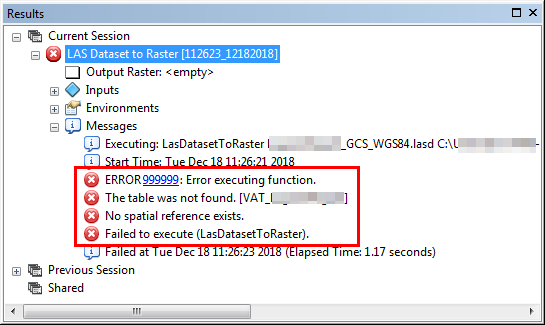 Results
Current Session
LAS Dataset to Raster [112623_12182018]
Output Raster: <empty>
Inputs
Environments
Messages
Executing: LasDatasetToRaster _GCS_WGS84.lasd C:\U
Start Time: Tue Dec 18 11:26:21 2018
ERROR 999999: Error executing function.
The table was not found. [VAT_ ]
No spatial reference exists.
Failed to execute (LasDatasetToRaster).
Failed at Tue Dec 18 11:26:23 2018 (Elapsed Time: 1.17 seconds)
Previous Session
Shared